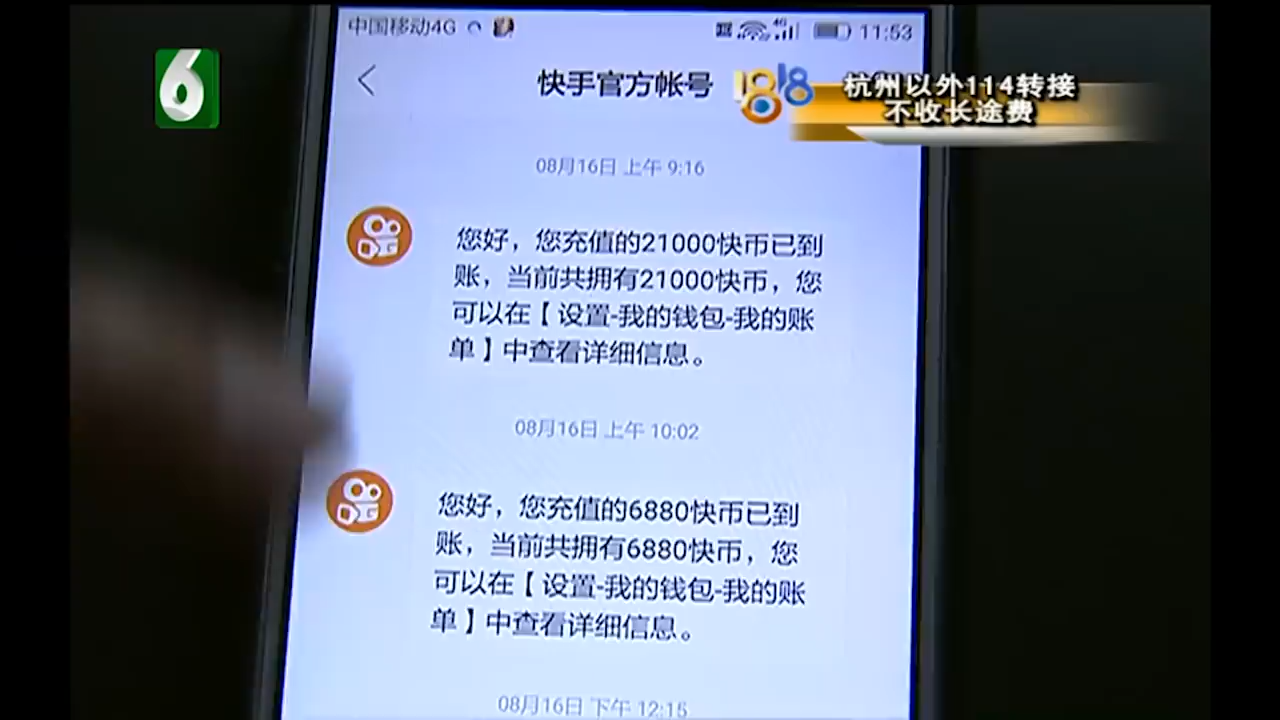 中国移动4G
4G
11:53
6
快手官方帐号
1818
杭州以外114转接
不收长途费
08月16日 上午 9:16
您好，您充值的21000快币已到
账，当前共拥有21000快币，您
可以在【设置-我的钱包-我的账
单】中查看详细信息。
08月16日 上午 10:02
您好，您充值的6880快币已到
账，当前共拥有6880快币，您
可以在【设置-我的钱包-我的账
单】中查看详细信息。
08月16日 下午 12:15